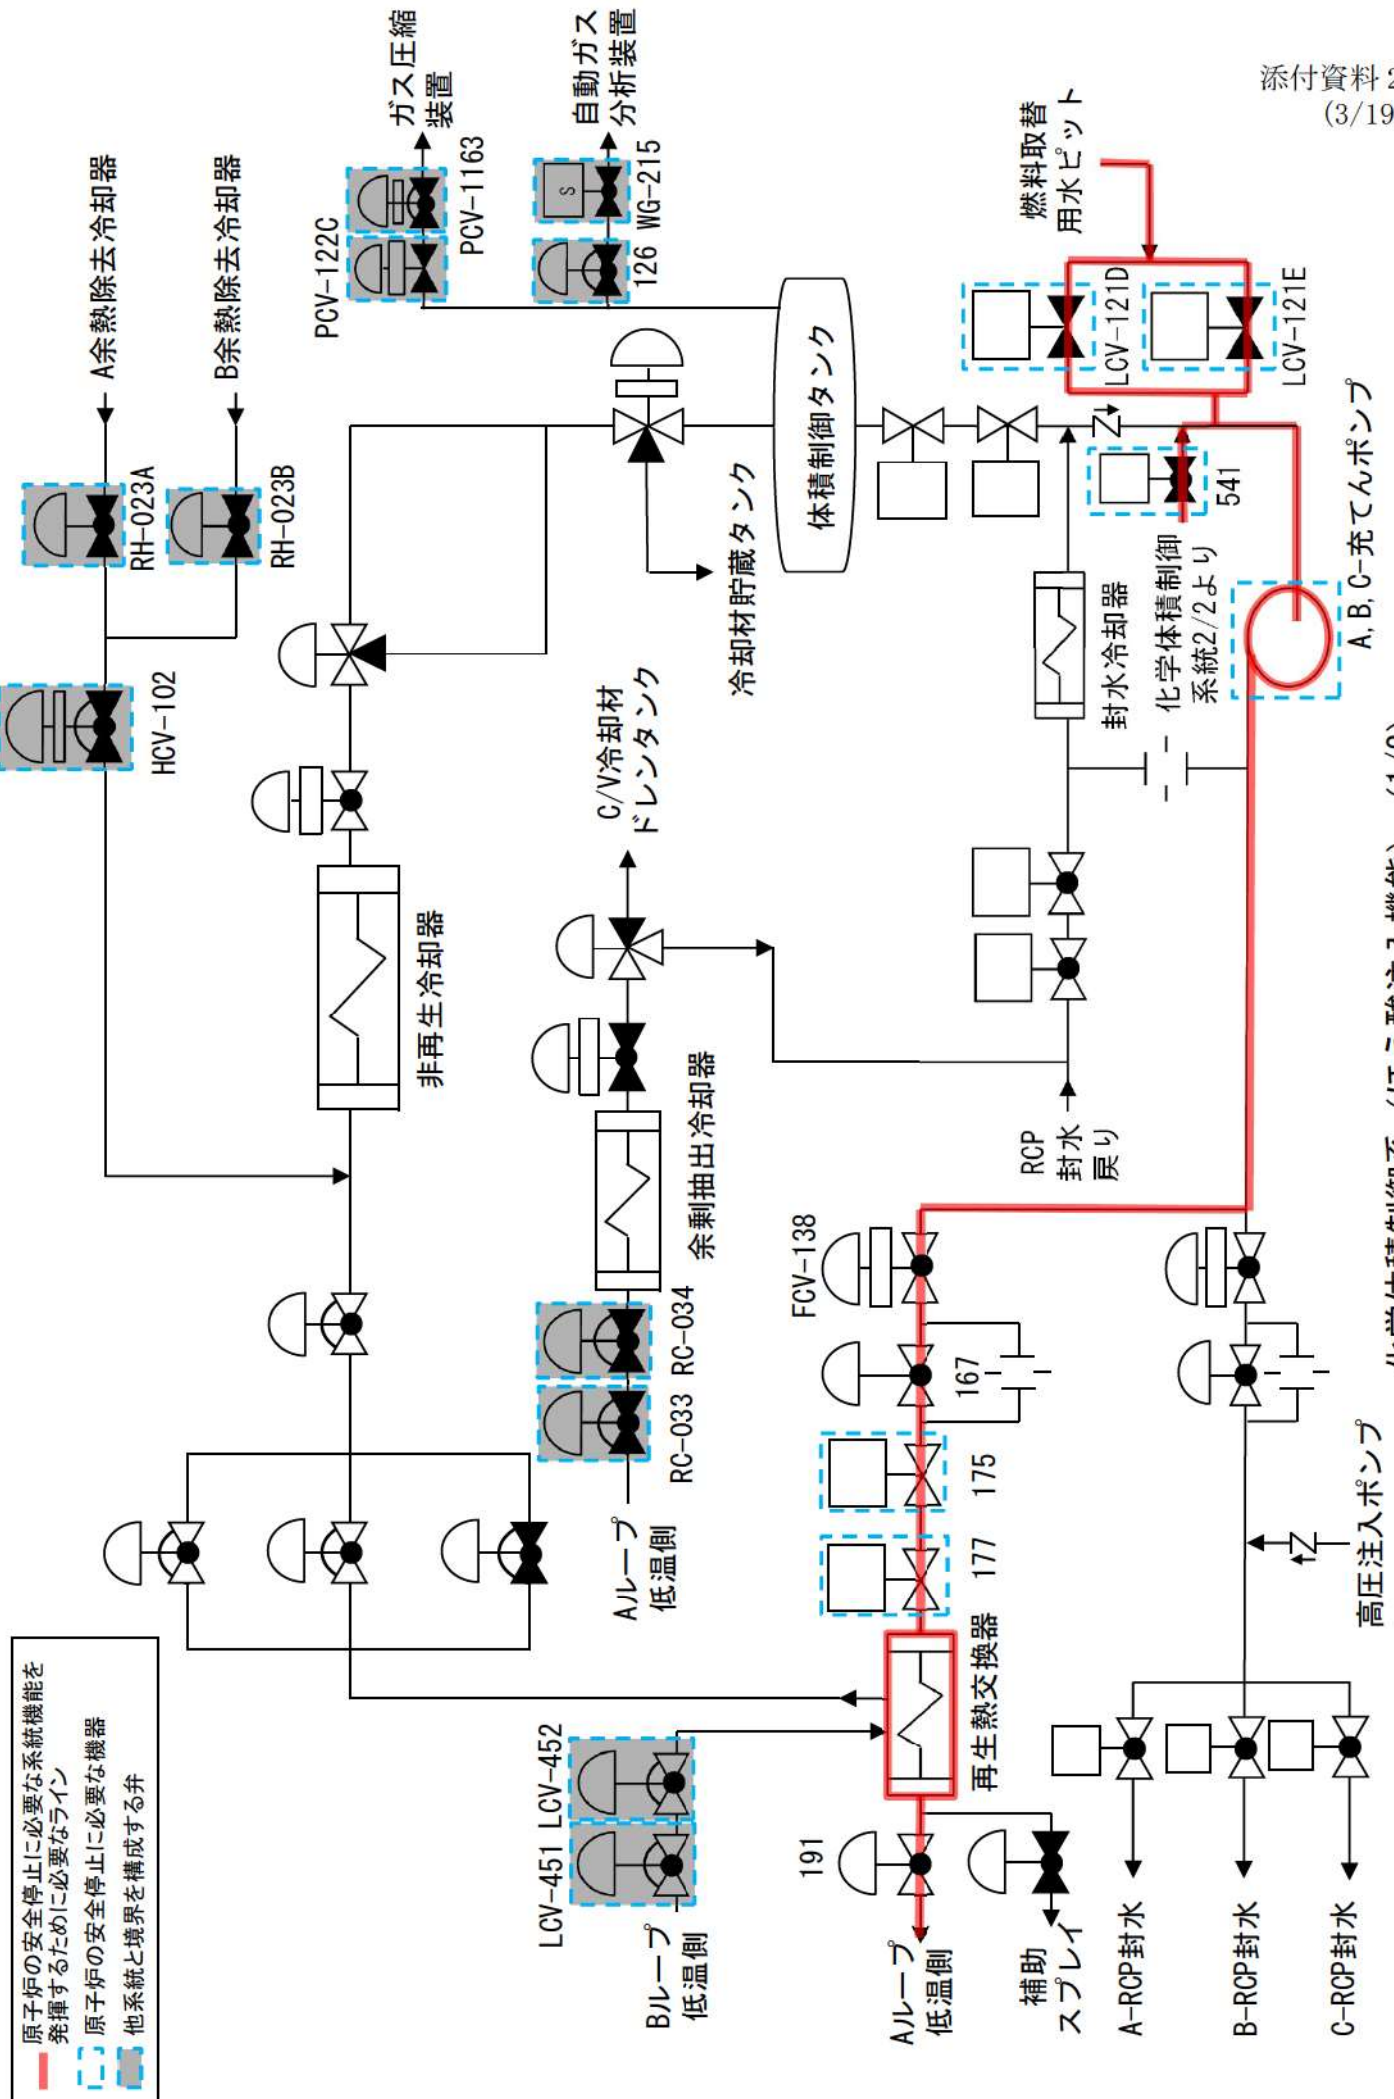 添付資料 2
(3/19
原子炉の安全停止に必要な系統機能を
発揮するために必要なライン
原子炉の安全停止に必要な機器
他系統と境界を構成する弁
A余熱除去冷却器
B余熱除去冷却器
RH-023A
RH-023B
HCV-102
ガス圧縮
装置
PCV-122C
PCV-1163
自動ガス
分析装置
S
126
WG-215
燃料取替
用水ピット
LCV-121D
LCV-121E
体積制御タンク
冷却材貯蔵タンク
非再生冷却器
C/V冷却材
ドレンタンク
余剰抽出冷却器
RC-034
RC-033
Aループ
低温側
封水冷却器
化学体積制御
系統2/2より
541
A, B, C-充てんポンプ
RCP
封水
戻り
FCV-138
167
175
177
再生熱交換器
LCV-452
LCV-451
Bループ
低温側
191
Aループ
低温側
補助
スプレイ
高圧注入ポンプ
A-RCP封水
B-RCP封水
C-RCP封水